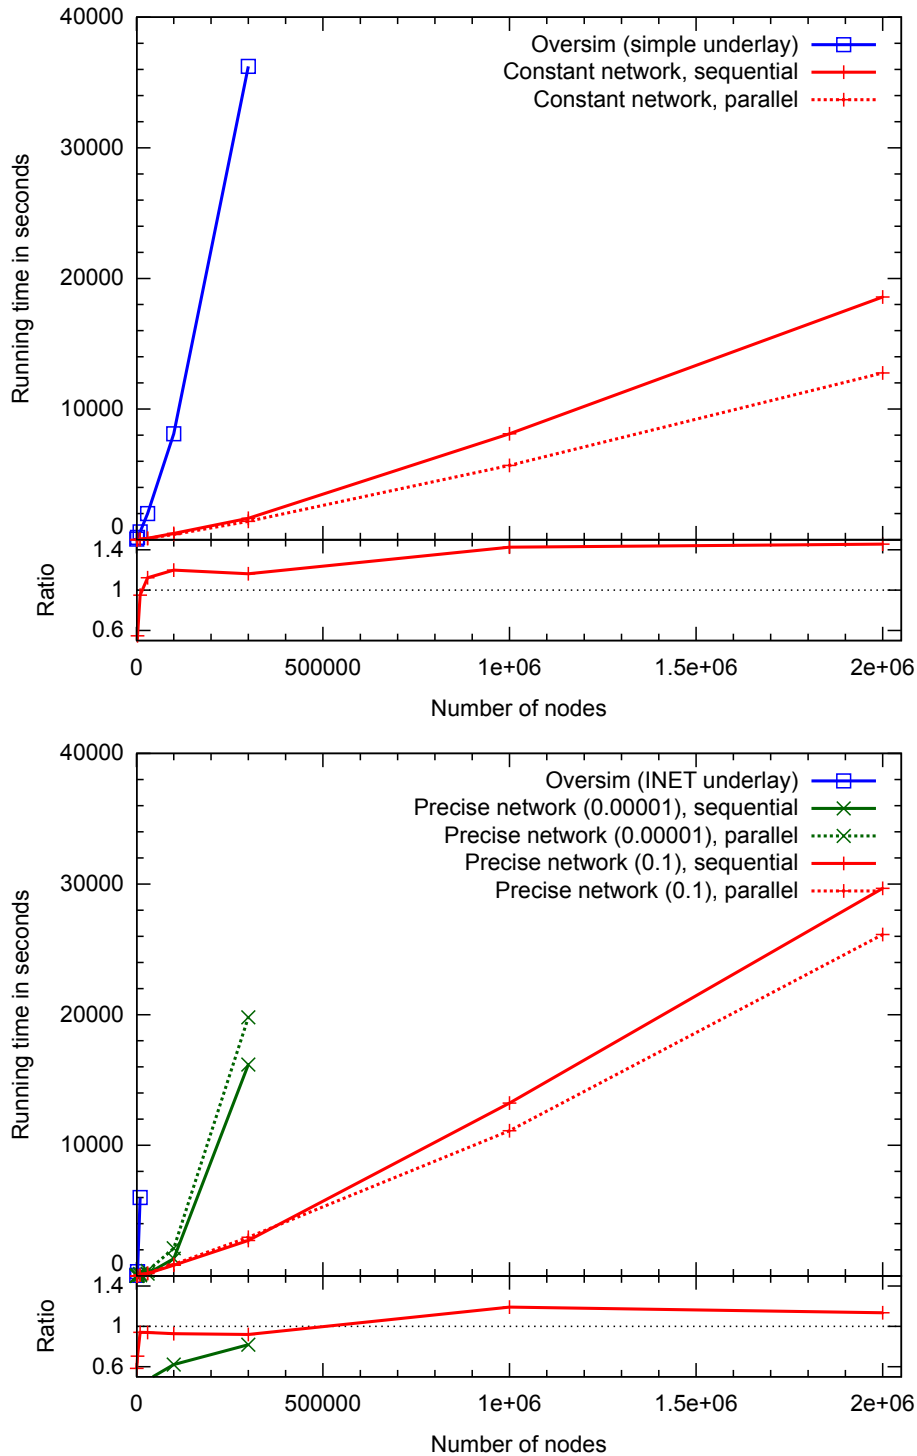 40000
Oversim (simple underlay)
Constant network, sequential
Constant network, parallel
30000
20000
10000
0
Running time in seconds
1.4
1
0.6
Ratio
0
500000
1e+06
1.5e+06
2e+06
Number of nodes
40000
Oversim (INET underlay)
Precise network (0.00001), sequential
Precise network (0.00001), parallel
Precise network (0.1), sequential
Precise network (0.1), parallel
30000
20000
10000
0
Running time in seconds
1.4
1
0.6
Ratio
0
500000
1e+06
1.5e+06
2e+06
Number of nodes